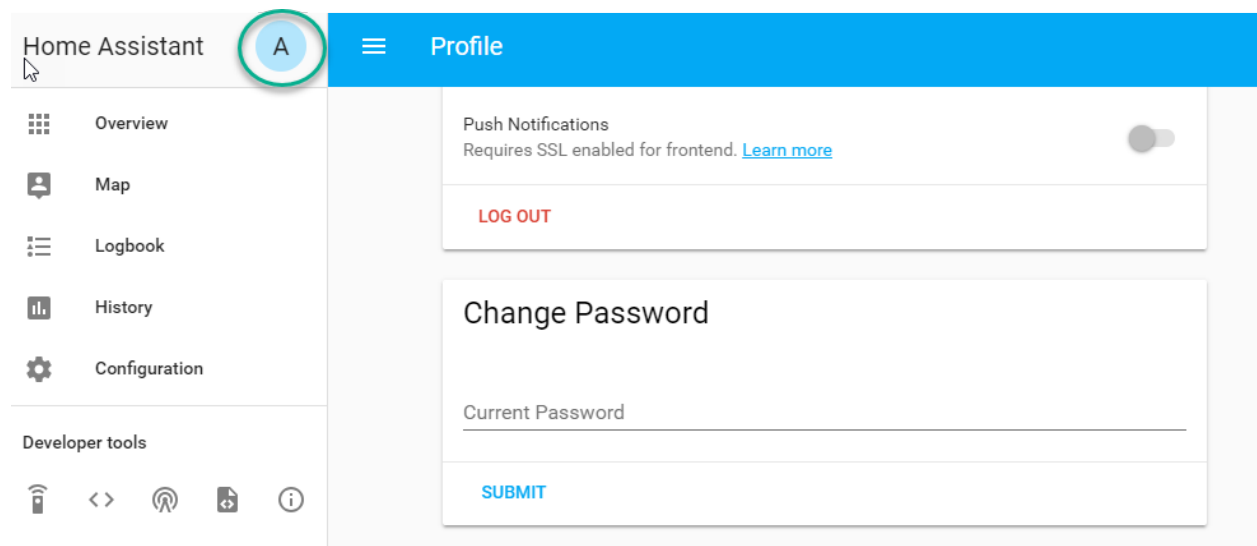 Home Assistant
A
Profile
Overview
Map
Logbook
History
Configuration
Developer tools
Push Notifications
Requires SSL enabled for frontend. Learn more
LOG OUT
Change Password
Current Password
SUBMIT